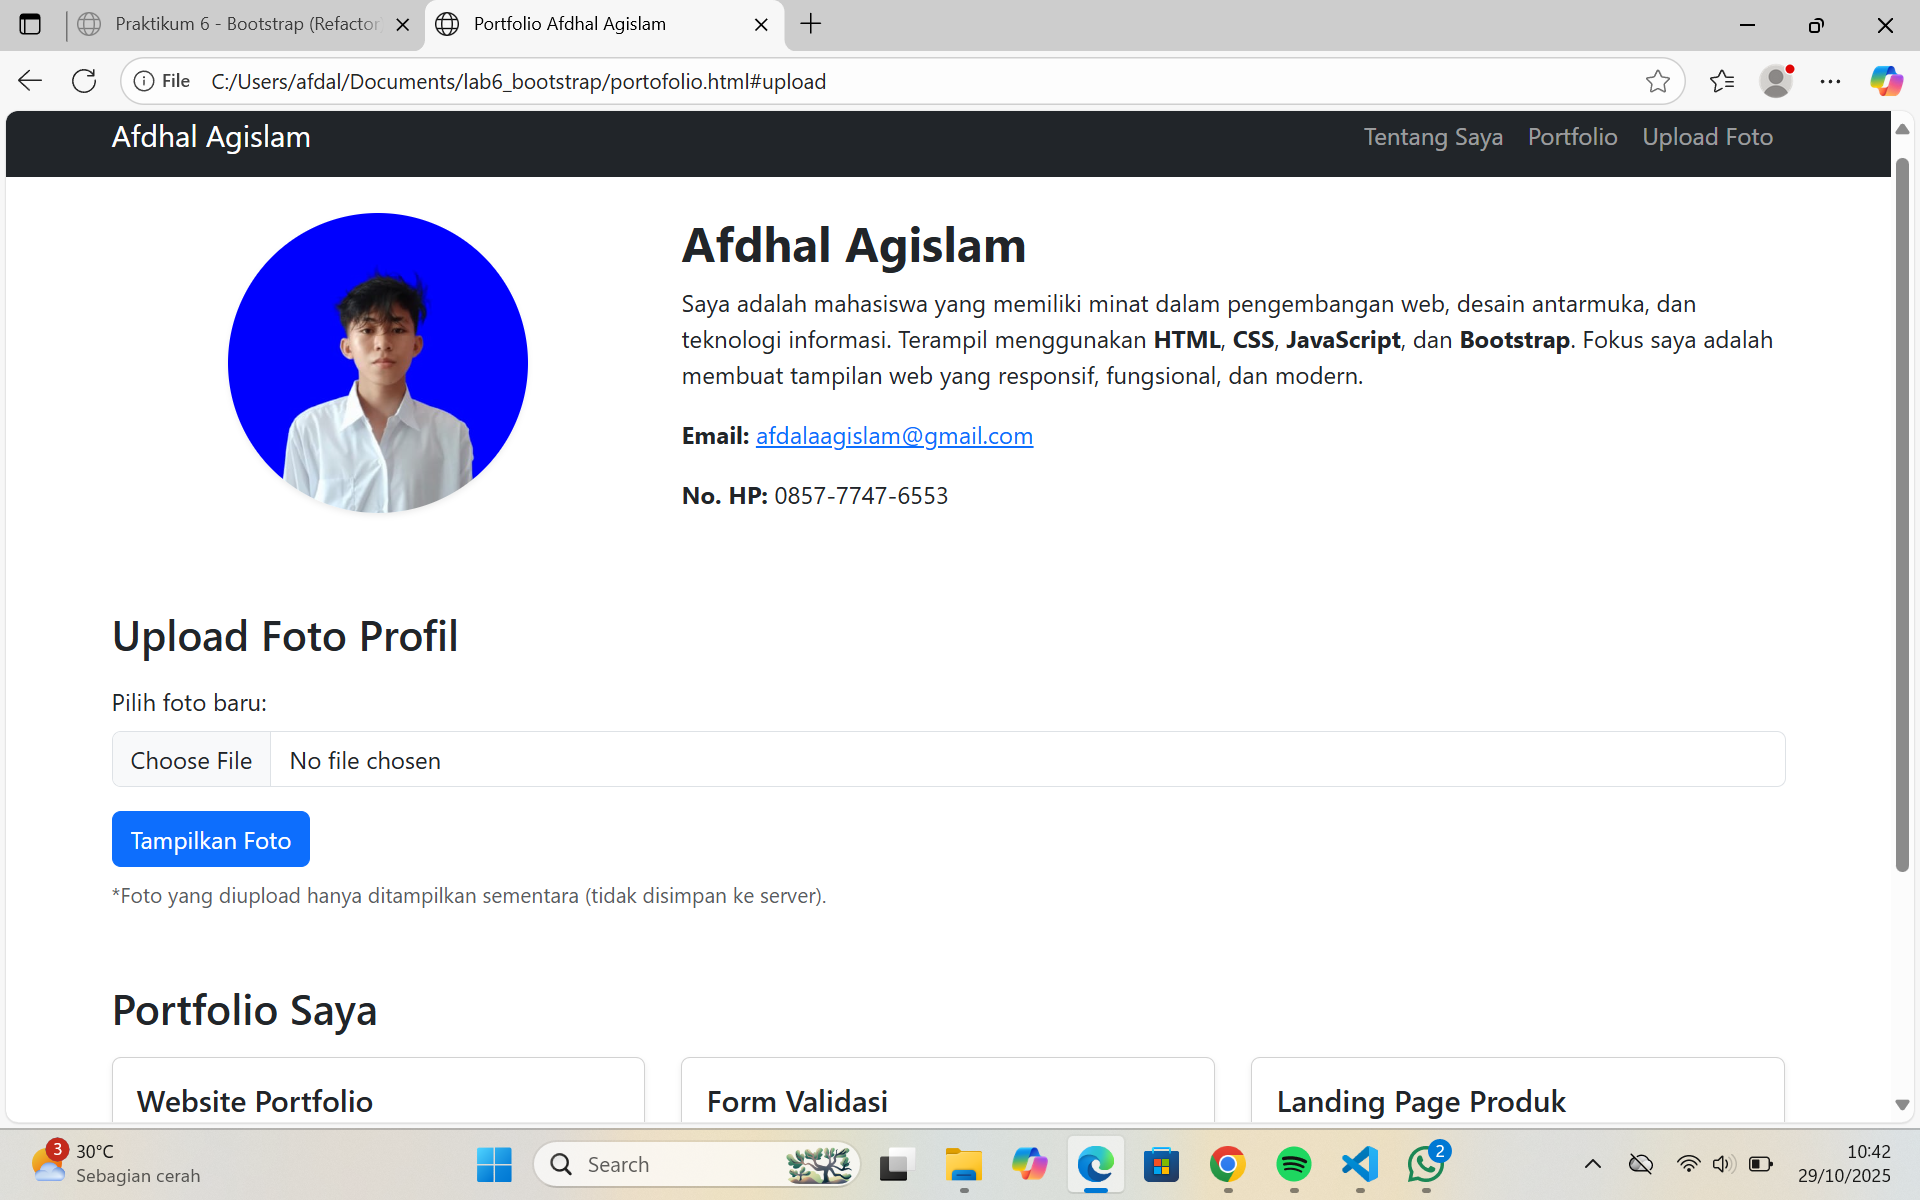 Praktikum 6 - Bootstrap (Refactor
Portfolio Afdhal Agislam
File
C:/Users/afdal/Documents/lab6_bootstrap/portofolio.html#upload
Afdhal Agislam
Tentang Saya
Portfolio
Upload Foto
Afdhal Agislam
Saya adalah mahasiswa yang memiliki minat dalam pengembangan web, desain antarmuka, dan
teknologi informasi. Terampil menggunakan HTML, CSS, JavaScript, dan Bootstrap. Fokus saya adalah
membuat tampilan web yang responsif, fungsional, dan modern.
Email: afdalaagislam@gmail.com
No. HP: 0857-7747-6553
Upload Foto Profil
Pilih foto baru:
Choose File
No file chosen
Tampilkan Foto
*Foto yang diupload hanya ditampilkan sementara (tidak disimpan ke server).
Portfolio Saya
Website Portfolio
Form Validasi
Landing Page Produk
3
30°C
Sebagian cerah
Search
2
10:42
29/10/2025